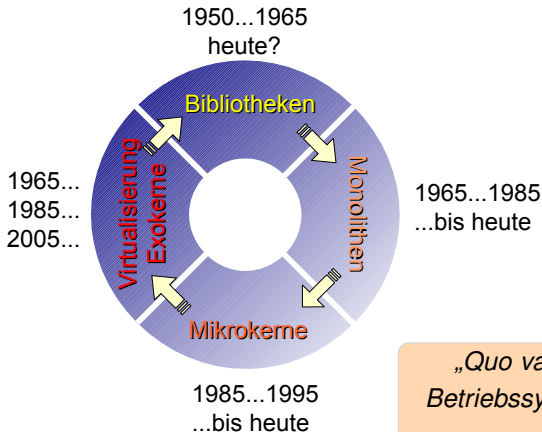 1950...1965
heute?
Bibliotheken
Monolithen
1965...1985
...bis heute
Mikrokerne
1985...1995
...bis heute
Virtualisierung
Exokerne
1965...
1985...
2005...
„Quo va
Betriebssy